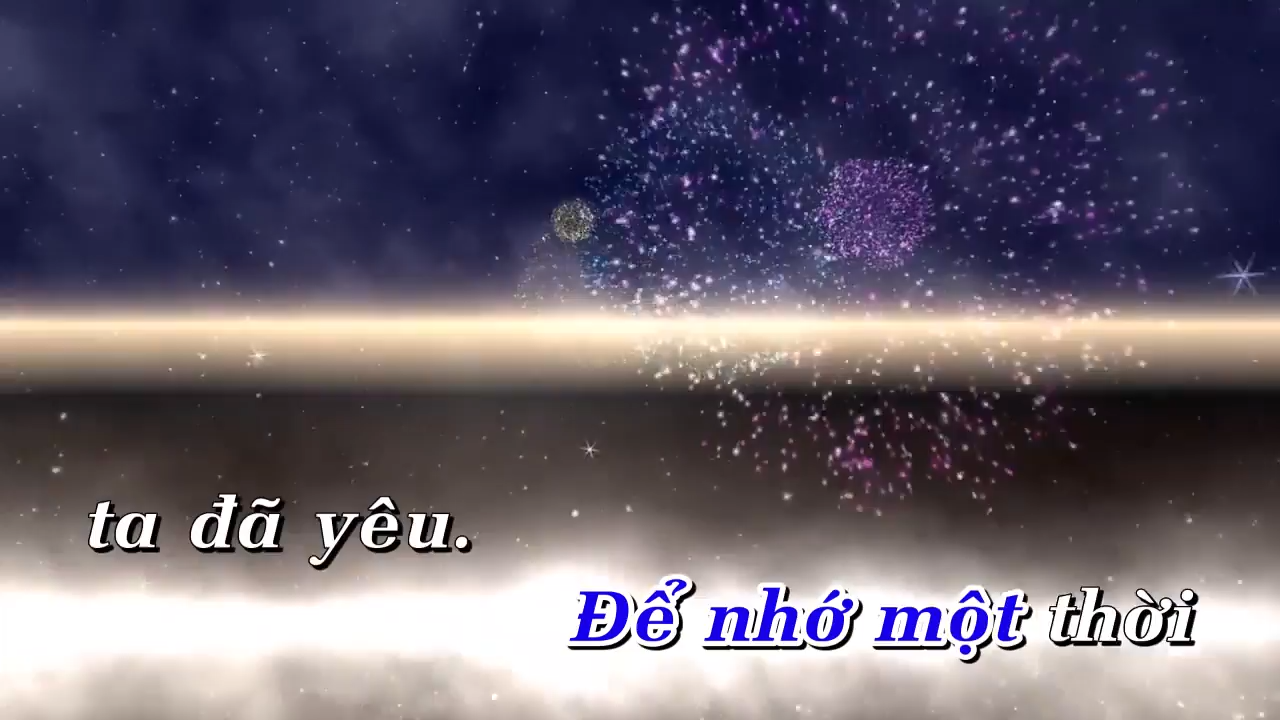 ta đã yêu.
Để nhớ một thời